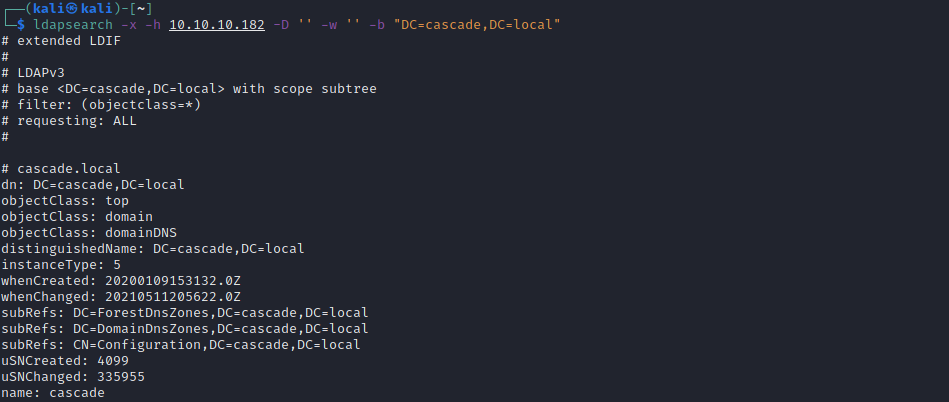 ┌──(kali㉿kali)-[~]
└─$ ldapsearch -x -h 10.10.10.182 -D '' -w '' -b "DC=cascade,DC=local"
# extended LDIF
#
# LDAPv3
# base <DC=cascade,DC=local> with scope subtree
# filter: (objectclass=*)
# requesting: ALL
#
# cascade.local
dn: DC=cascade,DC=local
objectClass: top
objectClass: domain
objectClass: domainDNS
distinguishedName: DC=cascade,DC=local
instanceType: 5
whenCreated: 20200109153132.0Z
whenChanged: 20210511205622.0Z
subRefs: DC=ForestDnsZones,DC=cascade,DC=local
subRefs: DC=DomainDnsZones,DC=cascade,DC=local
subRefs: CN=Configuration,DC=cascade,DC=local
uSNCreated: 4099
uSNChanged: 335955
name: cascade